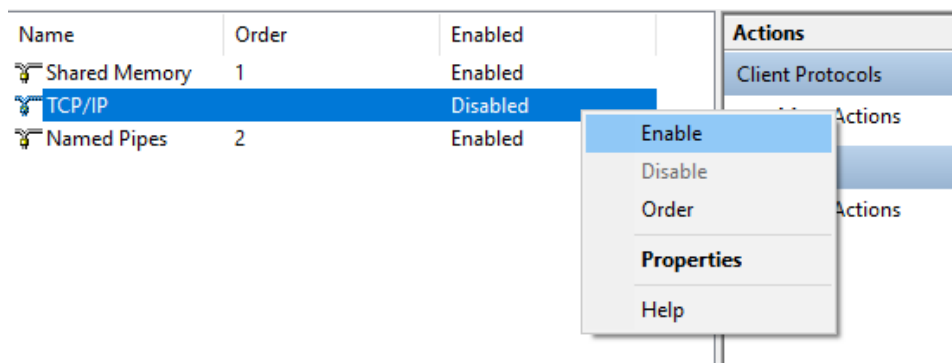 Name Order Enabled
Shared Memory 1 Enabled
TCP/IP Disabled
Named Pipes 2 Enabled
Enable
Disable
Order
Properties
Help
Actions
Client Protocols
Actions
Actions